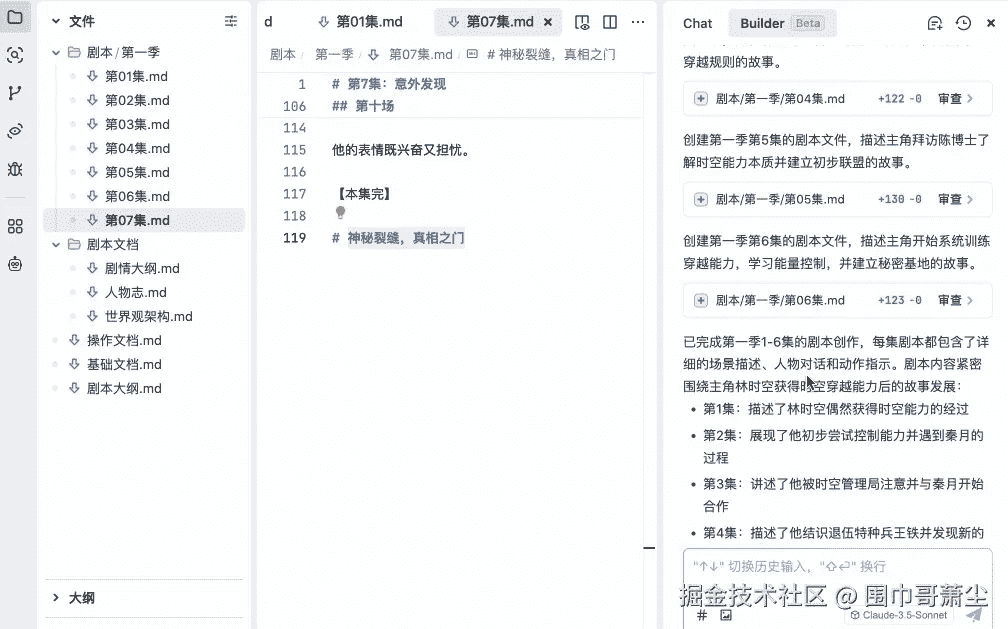 文件
剧本 / 第一季
第01集.md
第02集.md
第03集.md
第04集.md
第05集.md
第06集.md
第07集.md
剧本文档
剧情大纲.md
人物志.md
世界观架构.md
操作文档.md
基础文档.md
剧本大纲.md
大纲
d
第01集.md
第07集.md
剧本 / 第一季 / 第07集.md / # 神秘裂缝，真相之门
1 # 第7集：意外发现
106 ## 第十场
114
115 他的表情既兴奋又担忧。
116
117 【本集完】
118
119 # 神秘裂缝，真相之门
Chat Builder Beta
穿越规则的故事。
剧本/第一季/第04集.md +122 -0 审查
创建第一季第5集的剧本文件，描述主角拜访陈博士了
解时空能力本质并建立初步联盟的故事。
剧本/第一季/第05集.md +130 -0 审查
创建第一季第6集的剧本文件，描述主角开始系统训练
穿越能力，学习能量控制，并建立秘密基地的故事。
剧本/第一季/第06集.md +123 -0 审查
已完成第一季1-6集的剧本创作，每集剧本都包含了详
细的场景描述、人物对话和动作指示。剧本内容紧密
围绕主角林时空获得时空穿越能力后的故事发展：
• 第1集：描述了林时空偶然获得时空能力的经过
• 第2集：展现了他初步尝试控制能力并遇到秦月的
过程
• 第3集：讲述了他被时空管理局注意并与秦月开始
合作
• 第4集：描述了他结识退伍特种兵王铁并发现新的
"↑↓" 切换历史输入，"⇧⏎" 换行
掘金技术社区 @ 围巾哥萧尘
# Claude-3.5-Sonnet